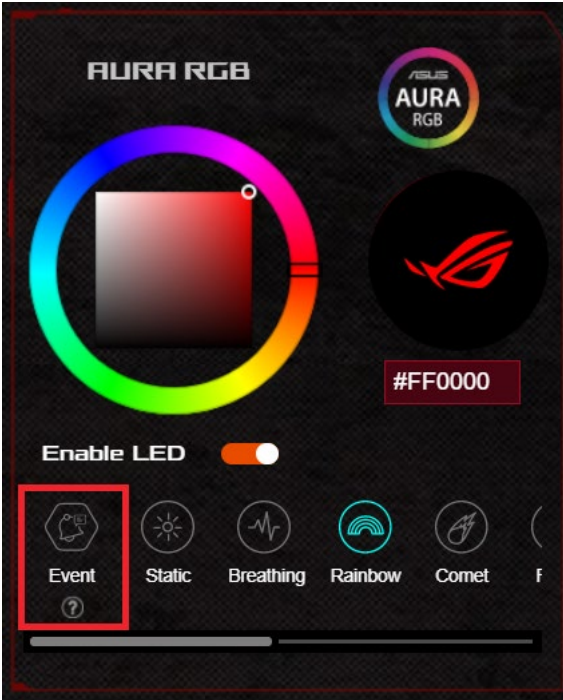 AURA RGB
ASUS
AURA
RGB
#FF0000
Enable LED
Event
Static
Breathing
Rainbow
Comet
?